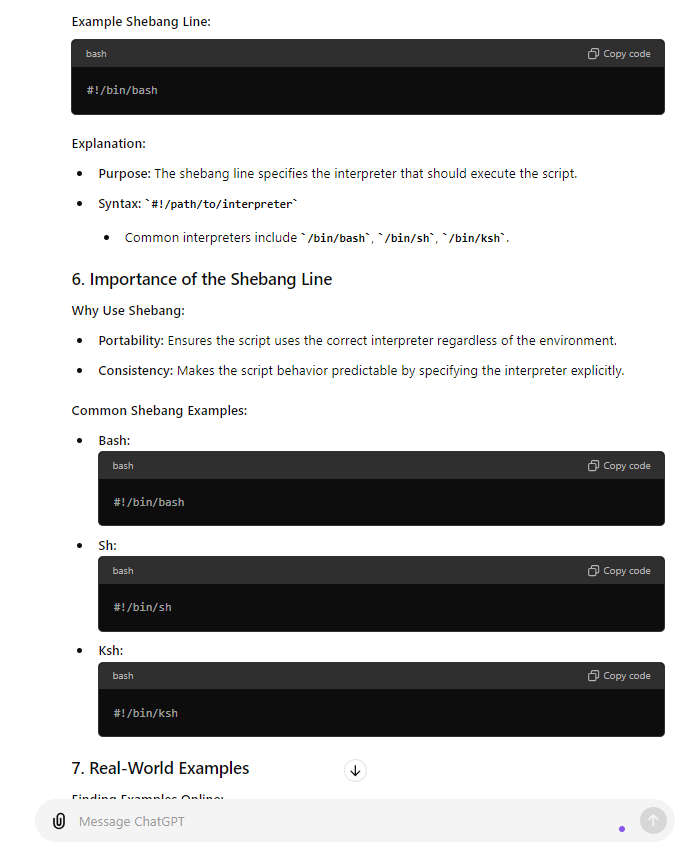 Example Shebang Line:
bash
Copy code
#!/bin/bash
Explanation:
Purpose: The shebang line specifies the interpreter that should execute the script.
Syntax: `#!/path/to/interpreter`
Common interpreters include `/bin/bash`, `/bin/sh`, `/bin/ksh`.
6. Importance of the Shebang Line
Why Use Shebang:
Portability: Ensures the script uses the correct interpreter regardless of the environment.
Consistency: Makes the script behavior predictable by specifying the interpreter explicitly.
Common Shebang Examples:
Bash:
bash
Copy code
#!/bin/bash
Sh:
bash
Copy code
#!/bin/sh
Ksh:
bash
Copy code
#!/bin/ksh
7. Real-World Examples
Finding Examples Online:
Message ChatGPT